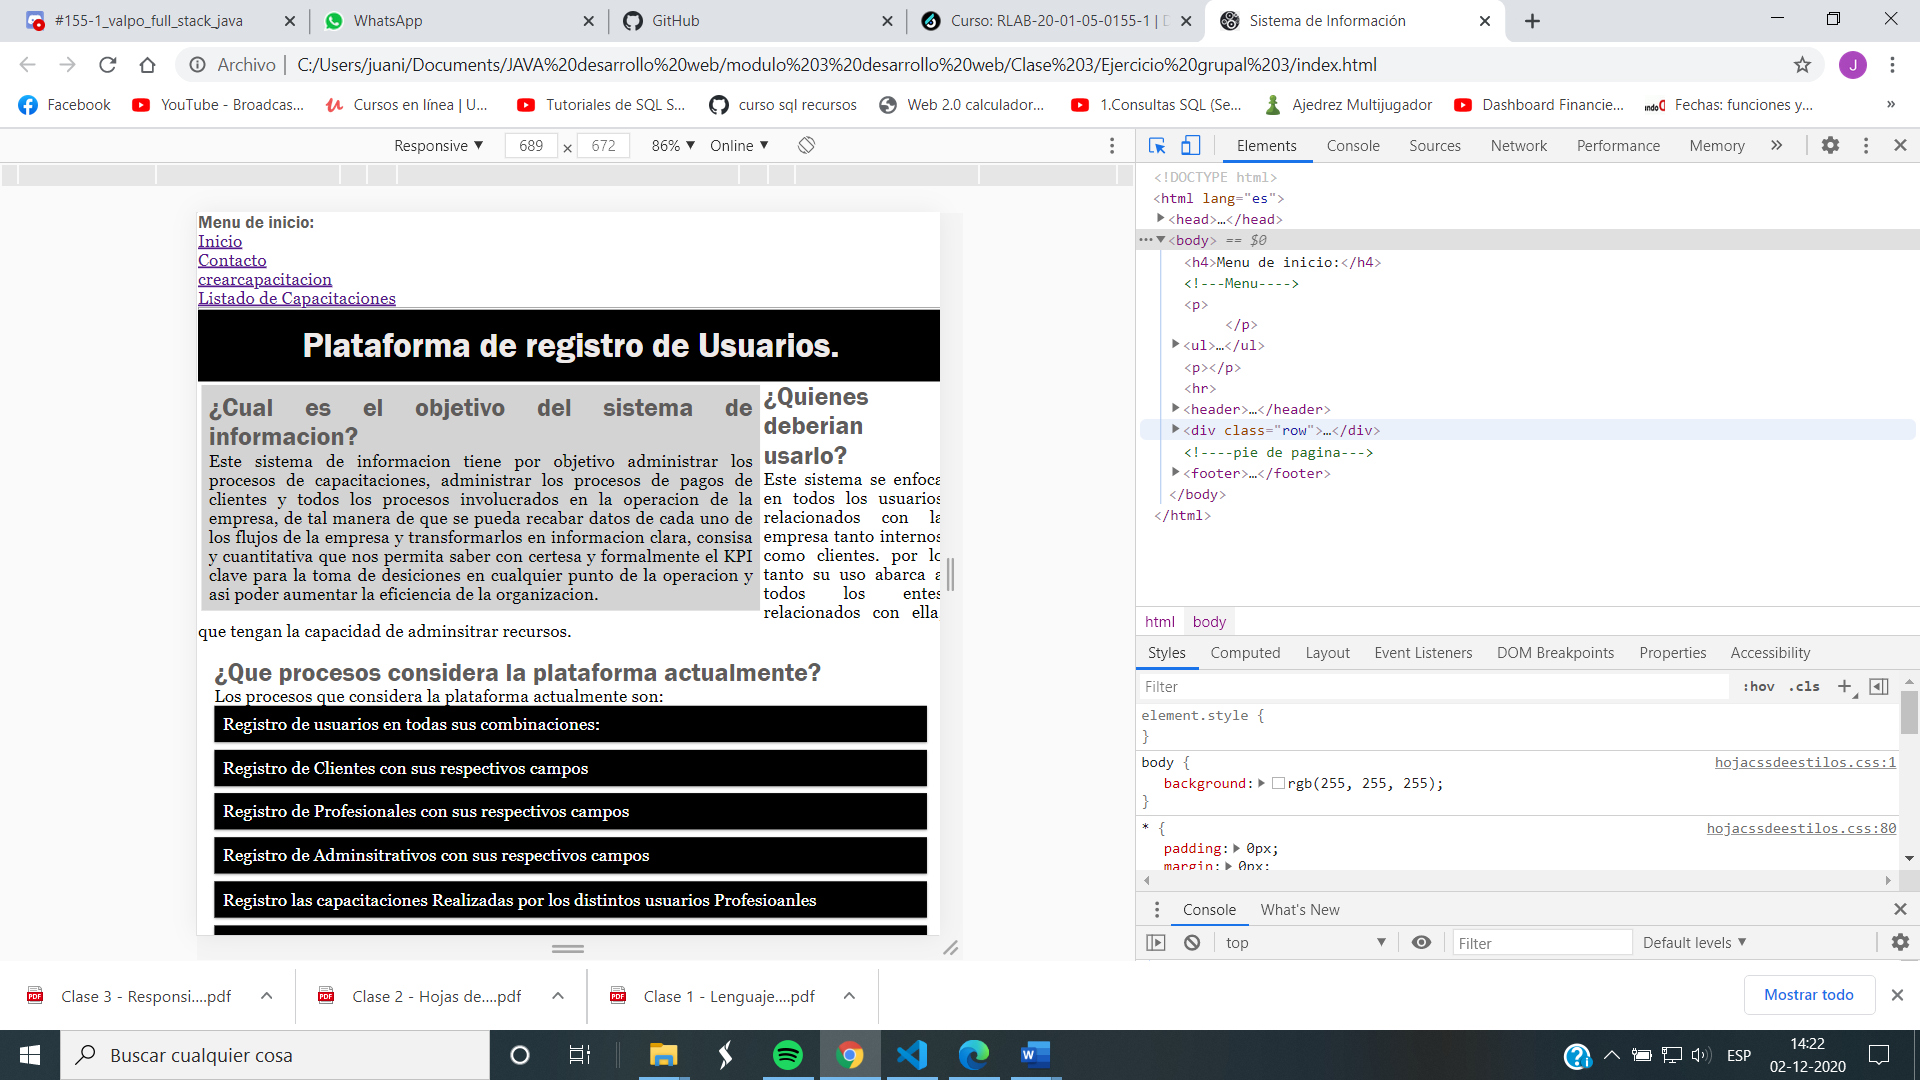 #155-1_valpo_full_stack_java
WhatsApp
GitHub
Curso: RLAB-20-01-05-0155-1 | D
Sistema de Información
Archivo | C:/Users/juani/Documents/JAVA%20desarrollo%20web/modulo%203%20desarrollo%20web/Clase%203/Ejercicio%20grupal%203/index.html
J
Facebook
YouTube - Broadcas...
Cursos en línea | U...
Tutoriales de SQL S...
curso sql recursos
Web 2.0 calculador...
1.Consultas SQL (Se...
Ajedrez Multijugador
Dashboard Financie...
Fechas: funciones y...
»
Responsive ▼ 689 × 672 86% ▼ Online ▼
Elements Console Sources Network Performance Memory »
Menu de inicio:
Inicio
Contacto
crearcapacitacion
Listado de Capacitaciones
Plataforma de registro de Usuarios.
¿Cual es el objetivo del sistema de
informacion?
Este sistema de informacion tiene por objetivo administrar los
procesos de capacitaciones, administrar los procesos de pagos de
clientes y todos los procesos involucrados en la operacion de la
empresa, de tal manera de que se pueda recabar datos de cada uno de
los flujos de la empresa y transformarlos en informacion clara, consisa
y cuantitativa que nos permita saber con certesa y formalmente el KPI
clave para la toma de desiciones en cualquier punto de la operacion y
asi poder aumentar la eficiencia de la organizacion.
¿Quienes
deberian
usarlo?
Este sistema se enfoca
en todos los usuarios
relacionados con la
empresa tanto internos
como clientes. por lo
tanto su uso abarca a
todos los entes
relacionados con ella,
que tengan la capacidad de adminsitrar recursos.
¿Que procesos considera la plataforma actualmente?
Los procesos que considera la plataforma actualmente son:
Registro de usuarios en todas sus combinaciones:
Registro de Clientes con sus respectivos campos
Registro de Profesionales con sus respectivos campos
Registro de Adminsitrativos con sus respectivos campos
Registro las capacitaciones Realizadas por los distintos usuarios Profesioanles
<!DOCTYPE html>
<html lang="es">
<head>…</head>
<body> == $0
<h4>Menu de inicio:</h4>
<!---Menu---->
<p>
</p>
<ul>…</ul>
<p></p>
<hr>
<header>…</header>
<div class="row">…</div>
<!----pie de pagina--->
<footer>…</footer>
</body>
</html>
html body
Styles Computed Layout Event Listeners DOM Breakpoints Properties Accessibility
Filter :hov .cls +
element.style {
}
body { hojacssdeestilos.css:1
background: rgb(255, 255, 255);
}
* { hojacssdeestilos.css:80
padding: 0px;
margin: 0px;
Console What's New
top Filter Default levels ▼
PDF Clase 3 - Responsi....pdf
PDF Clase 2 - Hojas de....pdf
PDF Clase 1 - Lenguaje....pdf
Mostrar todo
Buscar cualquier cosa
ESP
14:22
02-12-2020